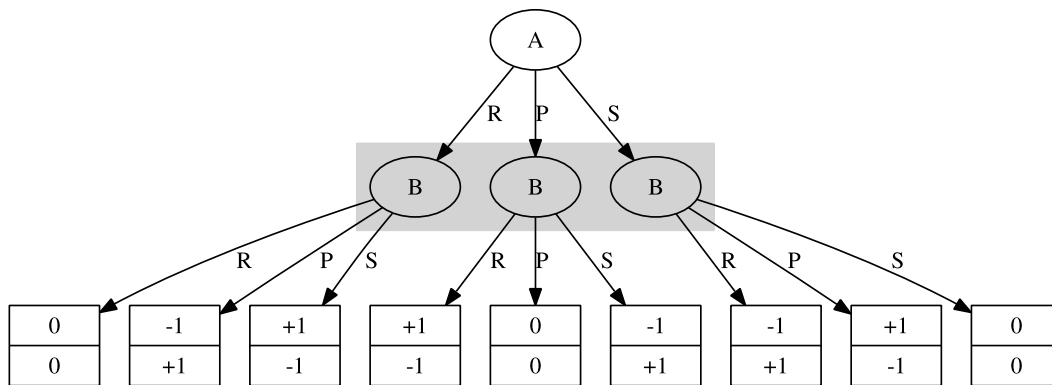 A
R P S
B B B
R P S R P S R P S
0 -1 +1 +1 0 -1 -1 +1 0
0 +1 -1 -1 0 +1 +1 -1 0